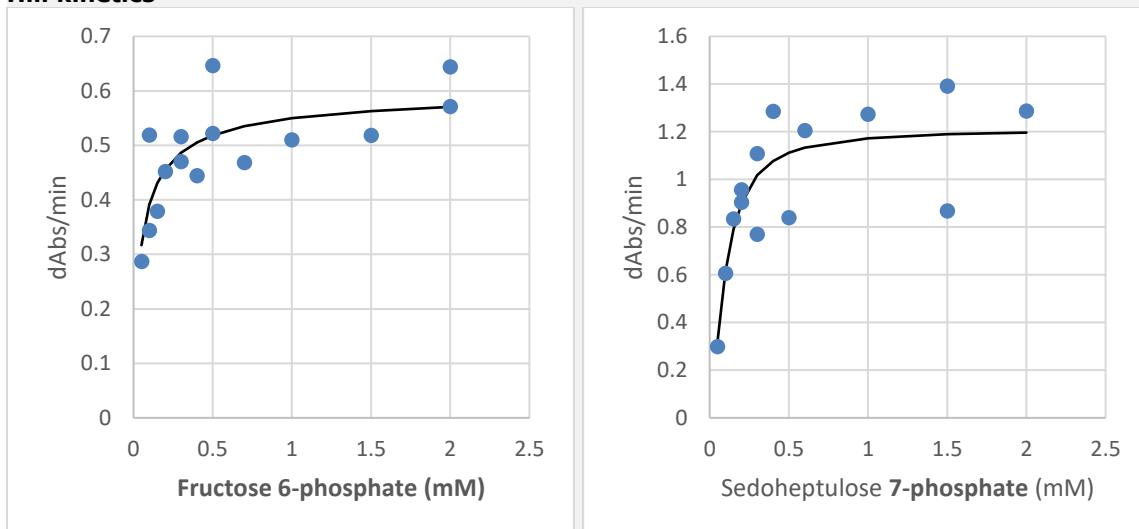 Hill kinetics
0.7
0.6
0.5
0.4
0.3
0.2
0.1
0
dAbs/min
0 0.5 1 1.5 2 2.5
Fructose 6-phosphate (mM)
1.6
1.4
1.2
1
0.8
0.6
0.4
0.2
0
dAbs/min
0 0.5 1 1.5 2 2.5
Sedoheptulose 7-phosphate (mM)